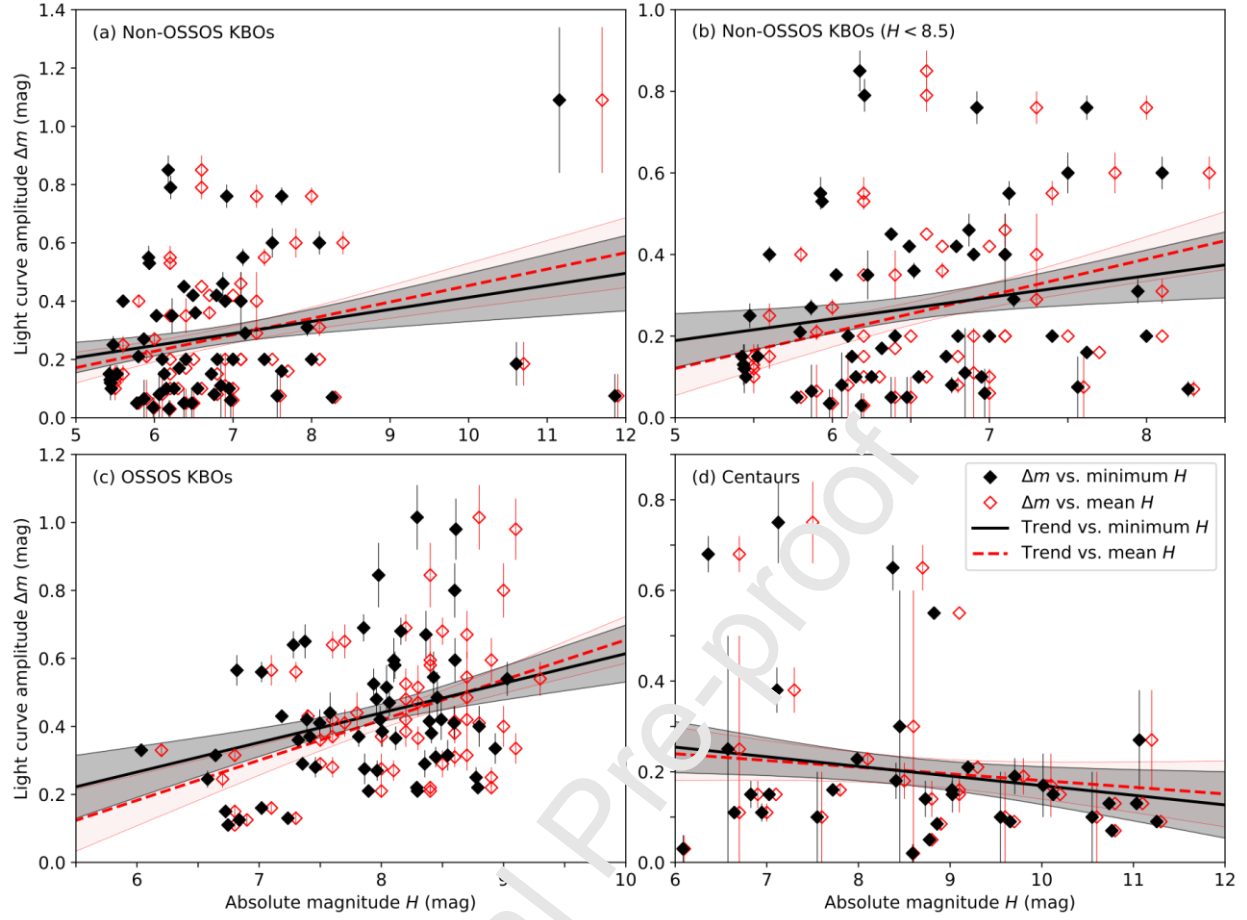 (a) Non-OSSOS KBOs
(b) Non-OSSOS KBOs (H < 8.5)
Light curve amplitude Δm (mag)
1.4
1.2
1.0
0.8
0.6
0.4
0.2
0.0
5 6 7 8 9 10 11 12
1.0
0.8
0.6
0.4
0.2
0.0
5 6 7 8
(c) OSSOS KBOs
Light curve amplitude Δm (mag)
1.2
1.0
0.8
0.6
0.4
0.2
0.0
6 7 8 9 10
Absolute magnitude H (mag)
(d) Centaurs
Δm vs. minimum H
Δm vs. mean H
Trend vs. minimum H
Trend vs. mean H
0.8
0.6
0.4
0.2
0.0
6 7 8 9 10 11 12
Absolute magnitude H (mag)
Pre-proof